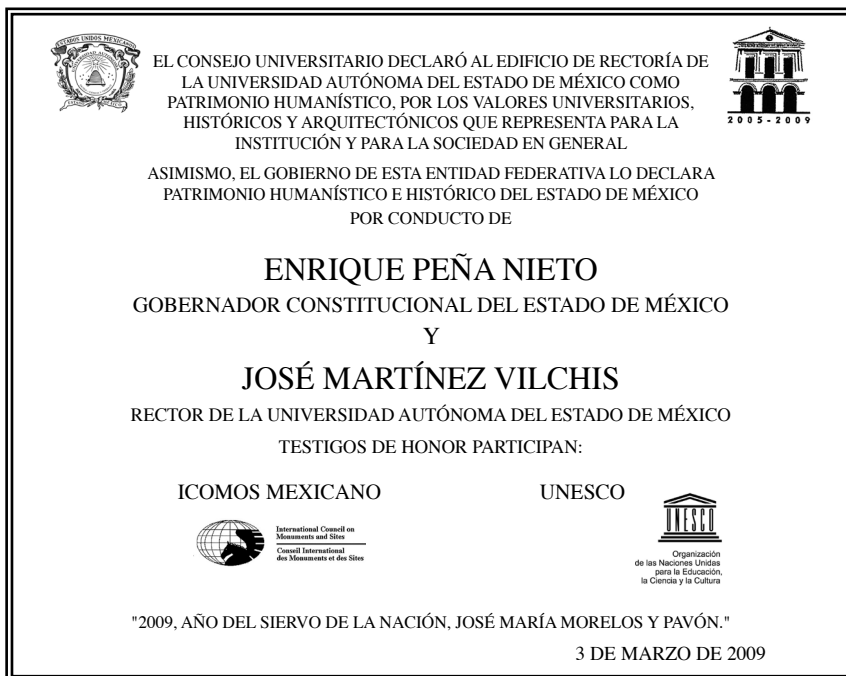 ESTADOS UNIDOS MEXICANOS
EL CONSEJO UNIVERSITARIO DECLARÓ AL EDIFICIO DE RECTORÍA DE
LA UNIVERSIDAD AUTÓNOMA DEL ESTADO DE MÉXICO COMO
PATRIMONIO HUMANÍSTICO, POR LOS VALORES UNIVERSITARIOS,
HISTÓRICOS Y ARQUITECTÓNICOS QUE REPRESENTA PARA LA
INSTITUCIÓN Y PARA LA SOCIEDAD EN GENERAL
2005-2009
ASIMISMO, EL GOBIERNO DE ESTA ENTIDAD FEDERATIVA LO DECLARA
PATRIMONIO HUMANÍSTICO E HISTÓRICO DEL ESTADO DE MÉXICO
POR CONDUCTO DE
ENRIQUE PEÑA NIETO
GOBERNADOR CONSTITUCIONAL DEL ESTADO DE MÉXICO
Y
JOSÉ MARTÍNEZ VILCHIS
RECTOR DE LA UNIVERSIDAD AUTÓNOMA DEL ESTADO DE MÉXICO
TESTIGOS DE HONOR PARTICIPAN:
ICOMOS MEXICANO
International Council on
Monuments and Sites
Conseil International
des Monuments et des Sites
UNESCO
UNESCO
Organización
de las Naciones Unidas
para la Educación,
la Ciencia y la Cultura
"2009, AÑO DEL SIERVO DE LA NACIÓN, JOSÉ MARÍA MORELOS Y PAVÓN."
3 DE MARZO DE 2009